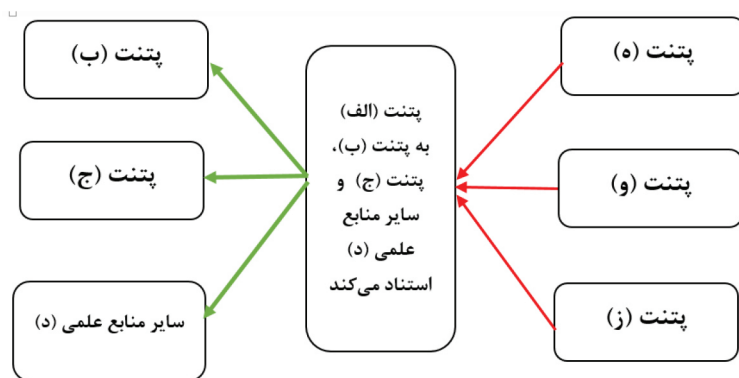 پتنت (ه)
پتنت (و)
پتنت (ز)
پتنت (الف)
به پتنت (ب)،
پتنت (ج) و
سایر منابع
علمی (د)
استناد می‌کند
پتنت (ب)
پتنت (ج)
سایر منابع علمی (د)